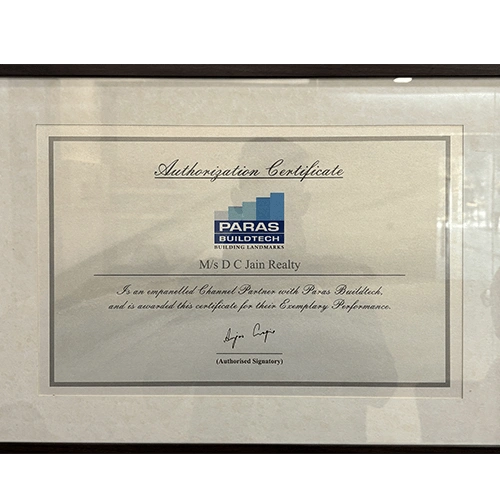 Authorization Certificate
PARAS
BUILDTECH
BUILDING LANDMARKS
M/s D C Jain Realty
Is an empanelled Channel Partner with Paras Buildtech,
and is awarded this certificate for their Exemplary Performance.
(Authorised Signatory)